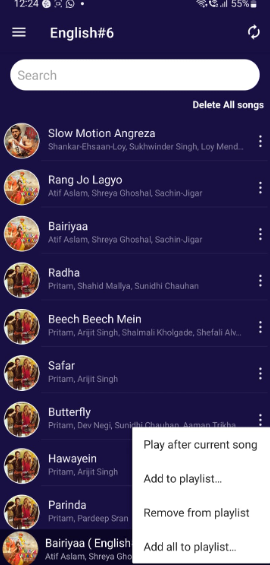 12:24
55%
English#6
Search
Delete All songs
Slow Motion Angreza
Shankar-Ehsaan-Loy, Sukhwinder Singh, Loy Mend...
Rang Jo Lagyo
Atif Aslam, Shreya Ghoshal, Sachin-Jigar
Bairiyaa
Atif Aslam, Shreya Ghoshal, Sachin-Jigar
Radha
Pritam, Shahid Mallya, Sunidhi Chauhan
Beech Beech Mein
Pritam, Arijit Singh, Shalmali Kholgade, Shefali Alv...
Safar
Pritam, Arijit Singh
Butterfly
Pritam, Dev Negi, Sunidhi Chauhan, Aaman Trikha
Hawayein
Pritam, Arijit Singh
Parinda
Pritam, Pardeep Sran
Bairiyaa ( English
Atif Aslam, Shreya Gho
Play after current song
Add to playlist...
Remove from playlist
Add all to playlist...